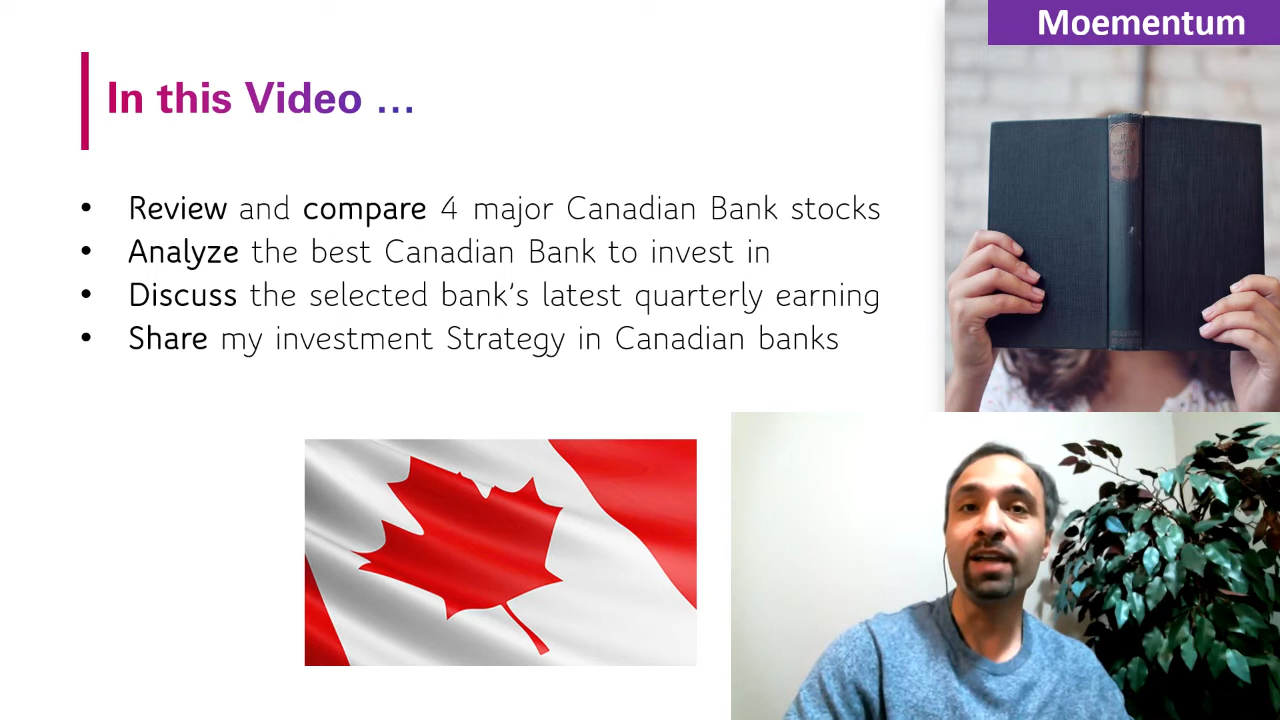 Moementum
In this Video ...
• Review and compare 4 major Canadian Bank stocks
• Analyze the best Canadian Bank to invest in
• Discuss the selected bank's latest quarterly earning
• Share my investment Strategy in Canadian banks